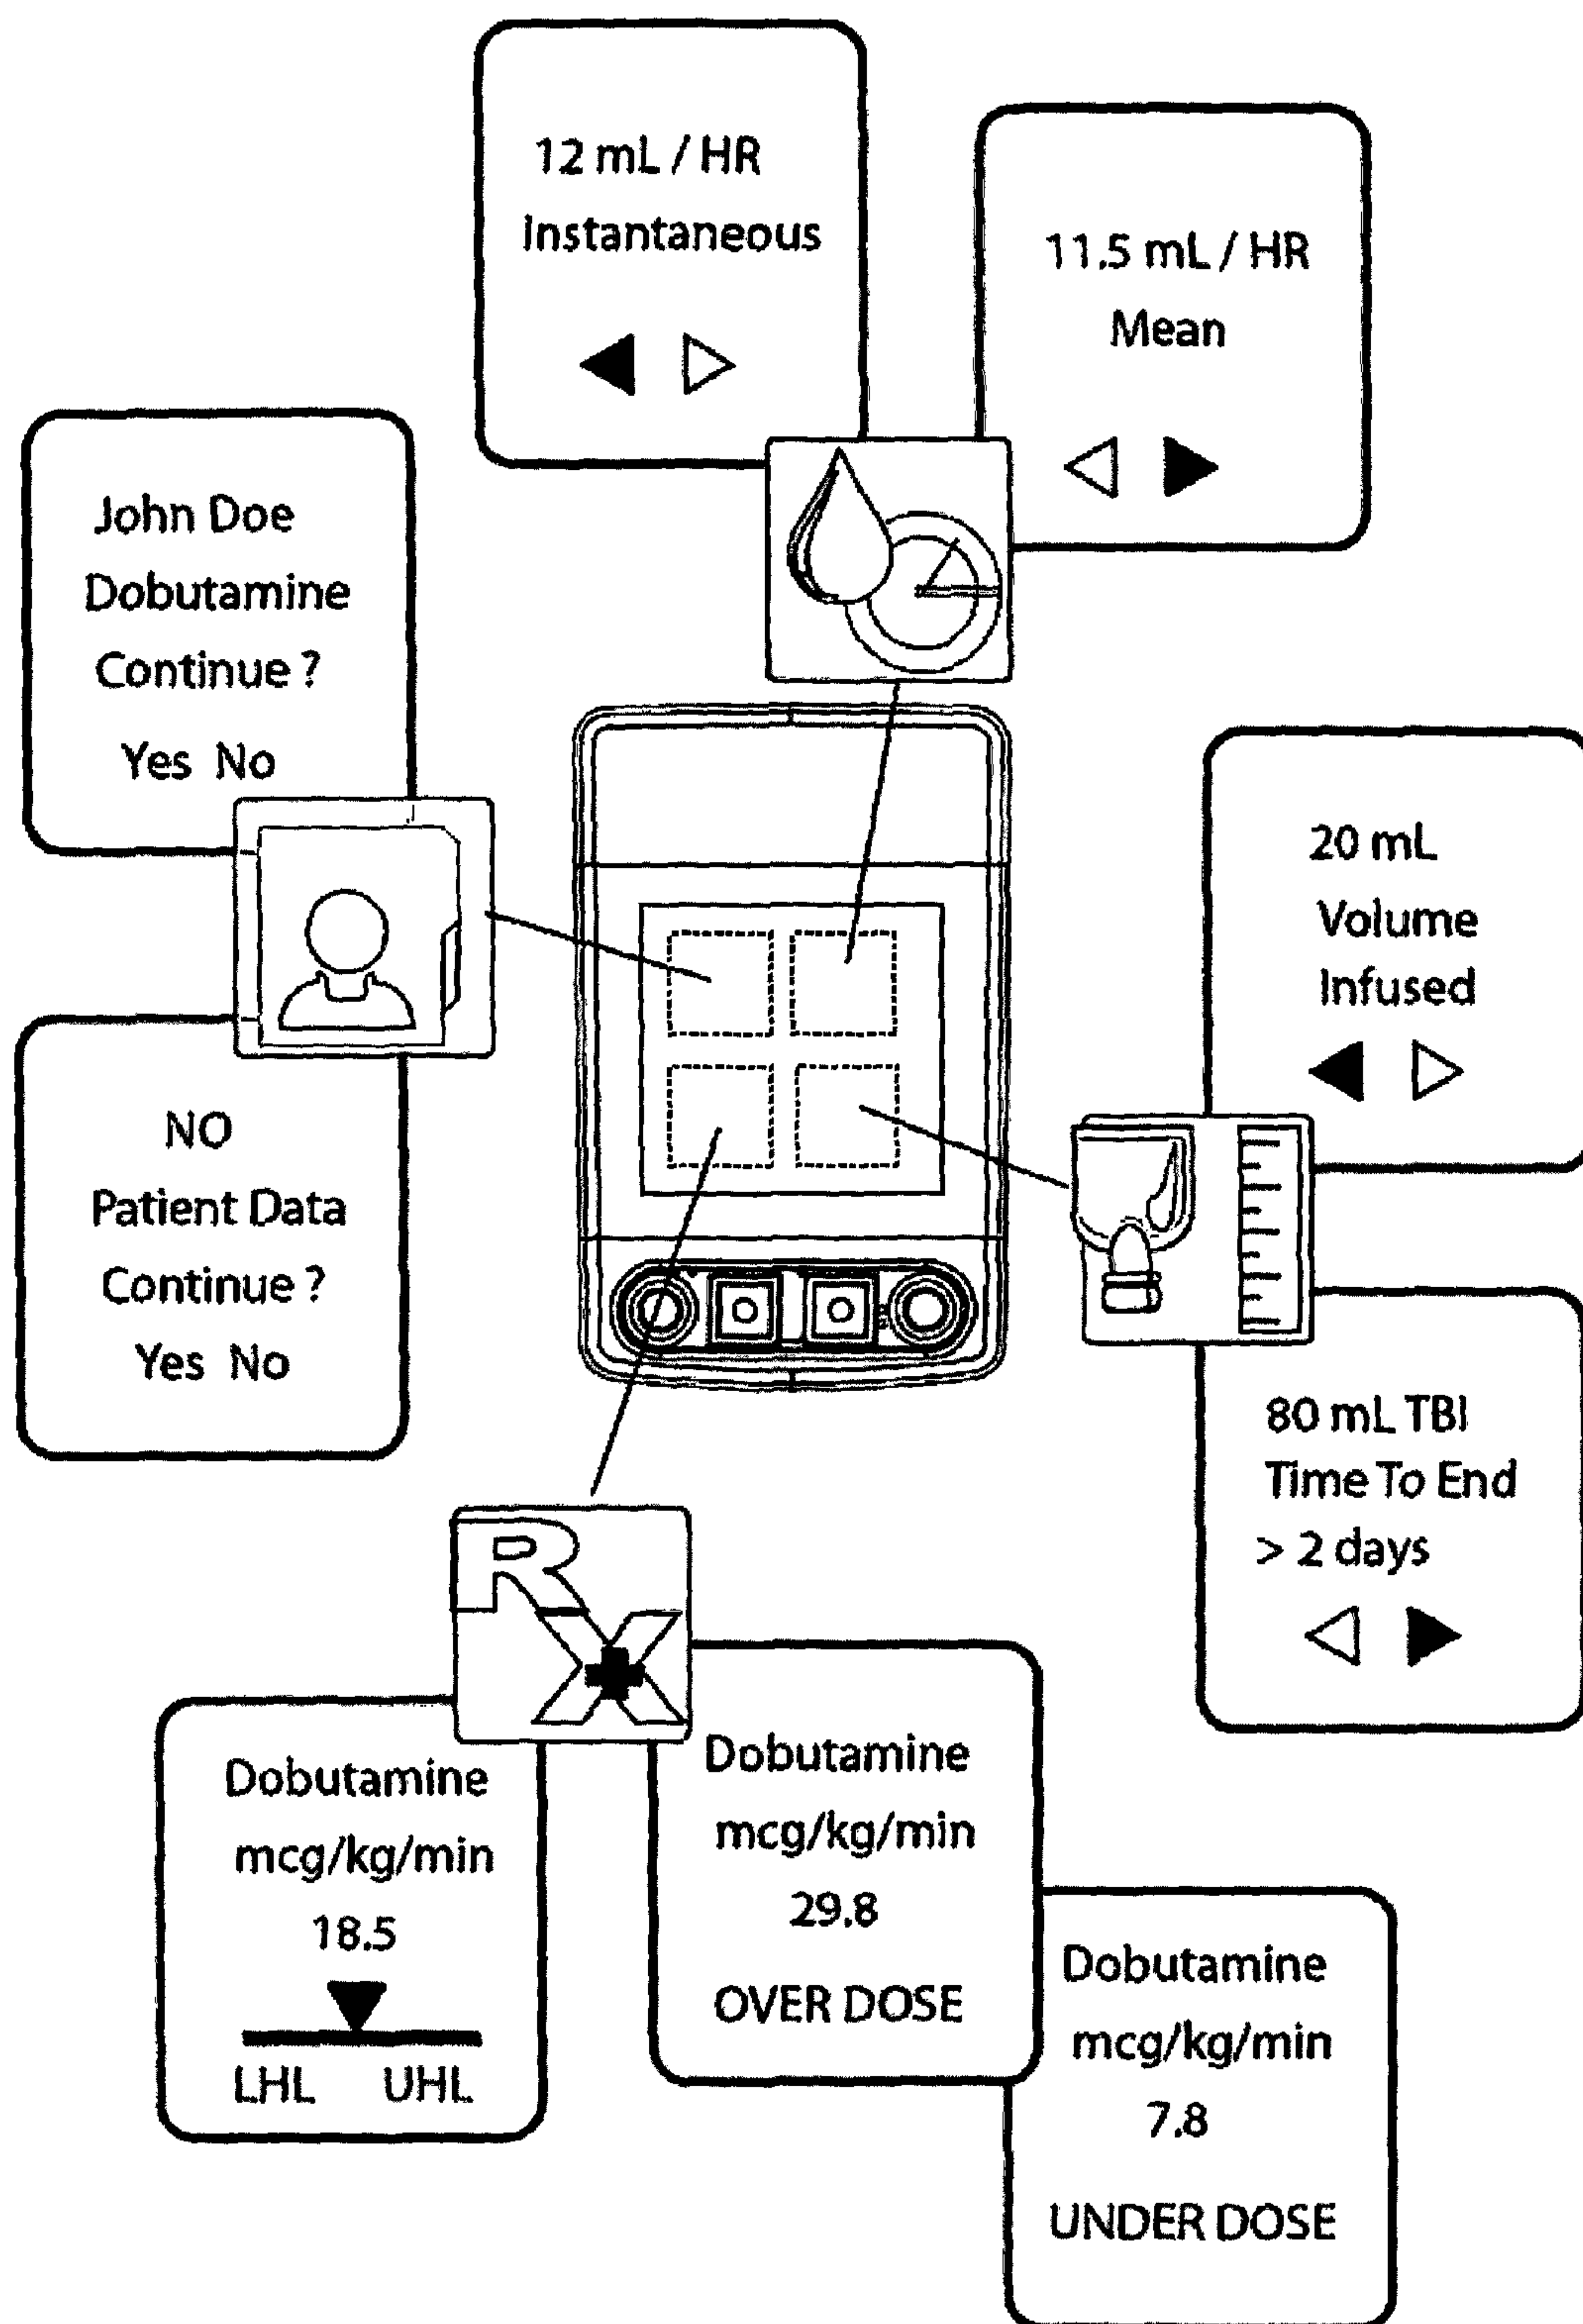 12 mL / HR
Instantaneous
11.5 mL / HR
Mean
John Doe
Dobutamine
Continue ?
Yes No
20 mL
Volume
Infused
NO
Patient Data
Continue ?
Yes No
80 mL TBI
Time To End
> 2 days
RX
Dobutamine
mcg/kg/min
18.5
LHL UHL
Dobutamine
mcg/kg/min
29.8
OVER DOSE
Dobutamine
mcg/kg/min
7.8
UNDER DOSE